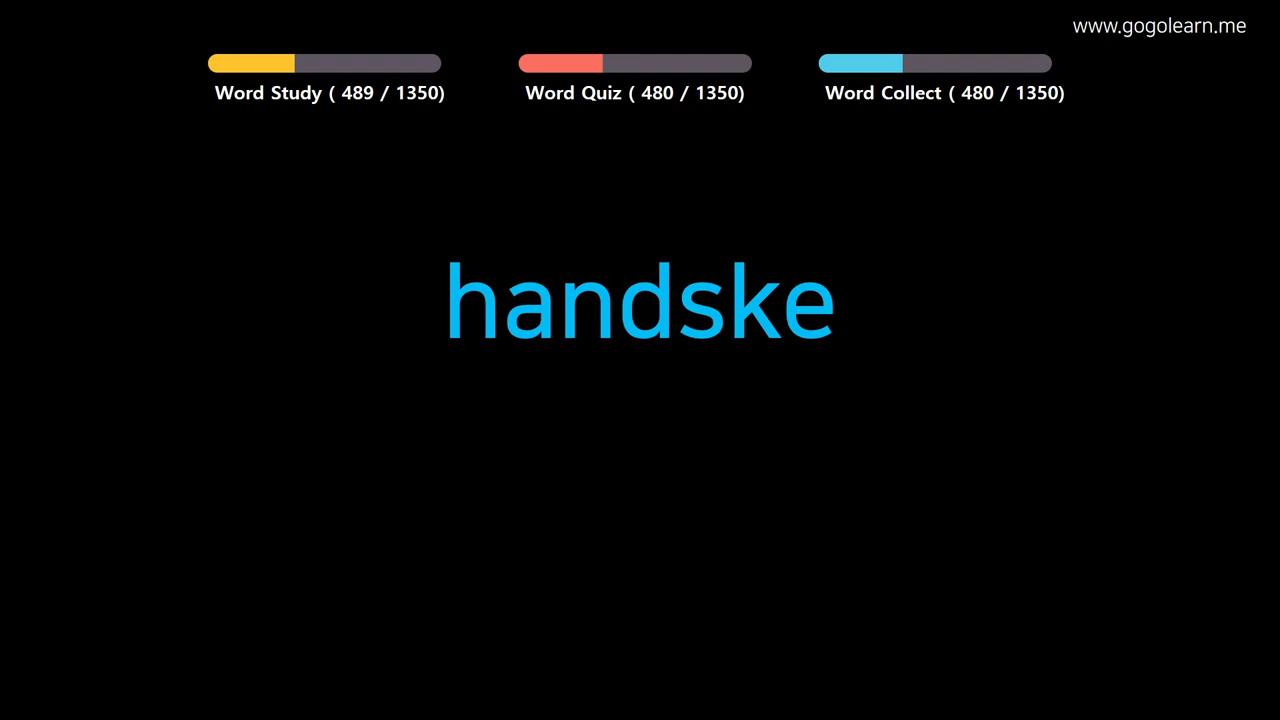 www.gogolearn.me
Word Study ( 489 / 1350)
Word Quiz ( 480 / 1350)
Word Collect ( 480 / 1350)
handske